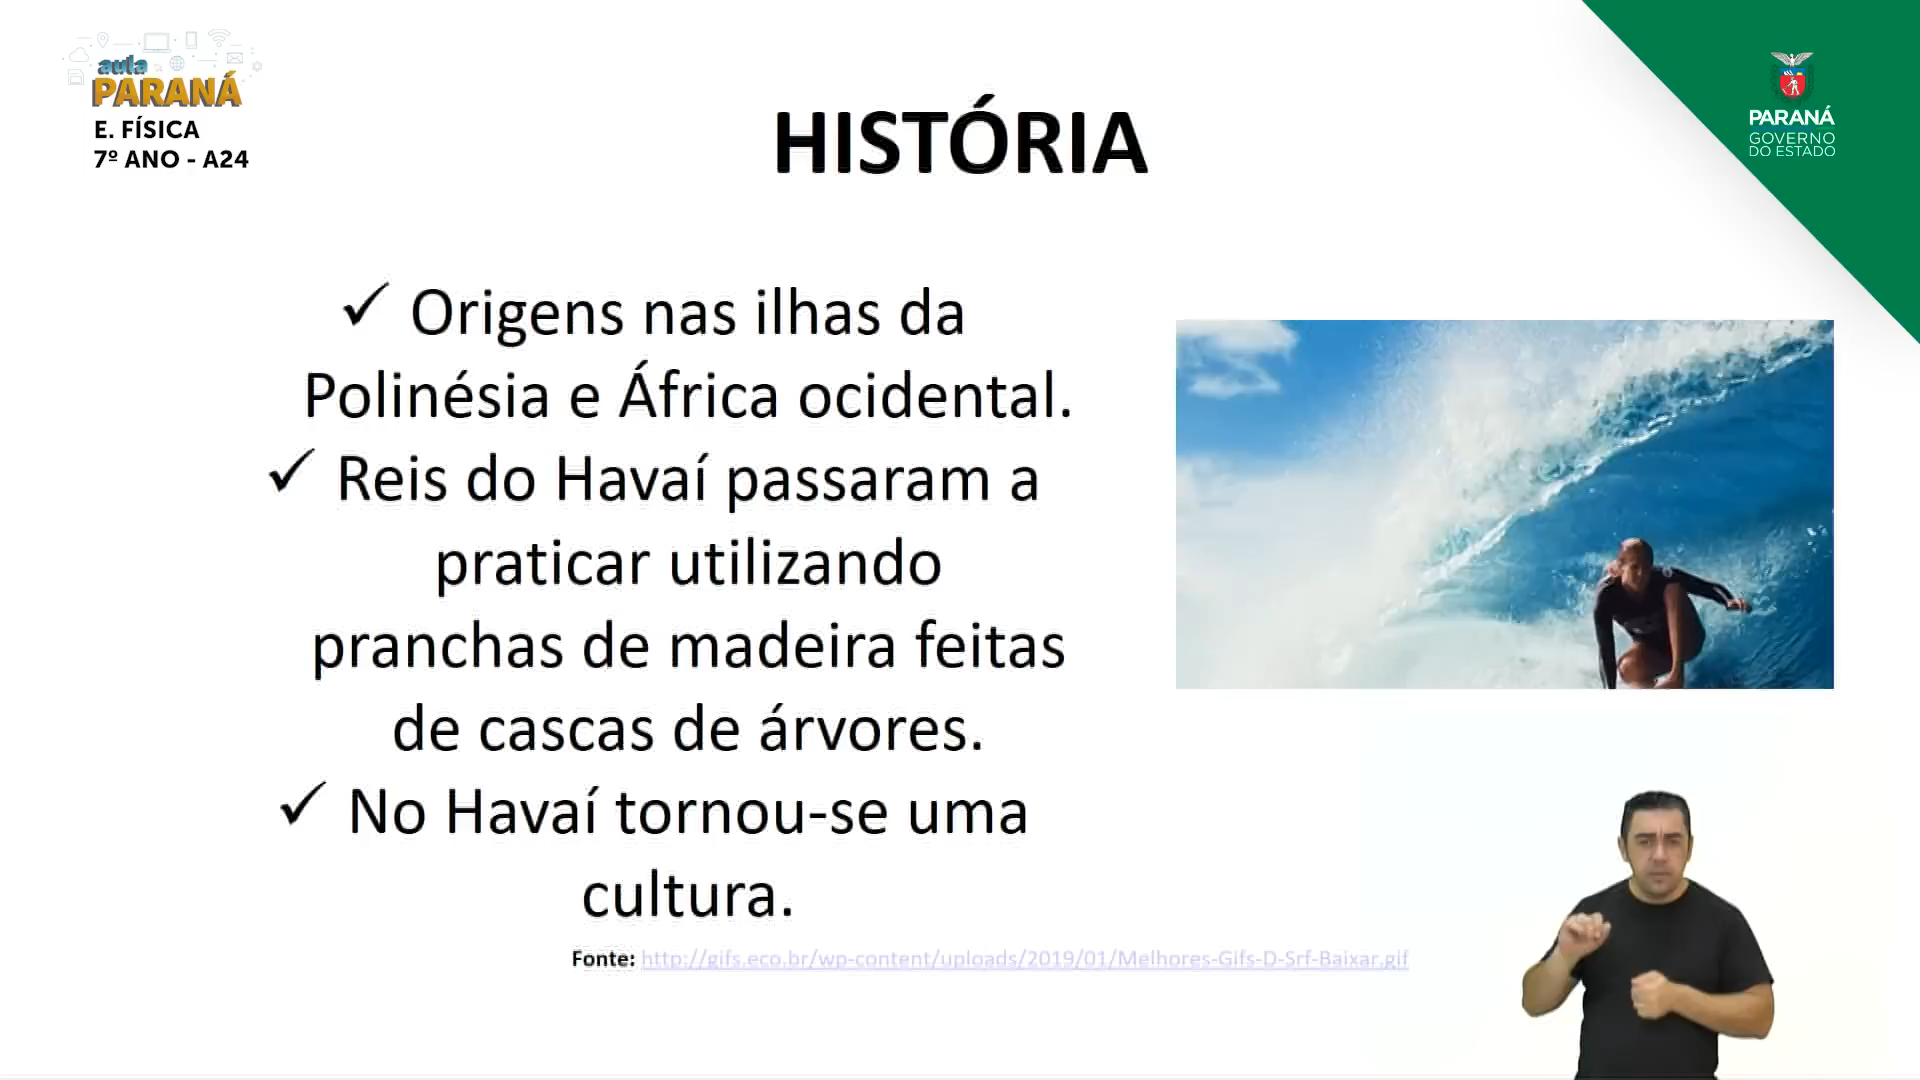 aula
PARANÁ
E. FÍSICA
7º ANO - A24
PARANÁ
GOVERNO
DO ESTADO
HISTÓRIA
✓ Origens nas ilhas da
Polinésia e África ocidental.
✓ Reis do Havaí passaram a
praticar utilizando
pranchas de madeira feitas
de cascas de árvores.
✓ No Havaí tornou-se uma
cultura.
Fonte: http://gifs.eco.br/wp-content/uploads/2019/01/Melhores-Gifs-D-Srf-Baixar.gif